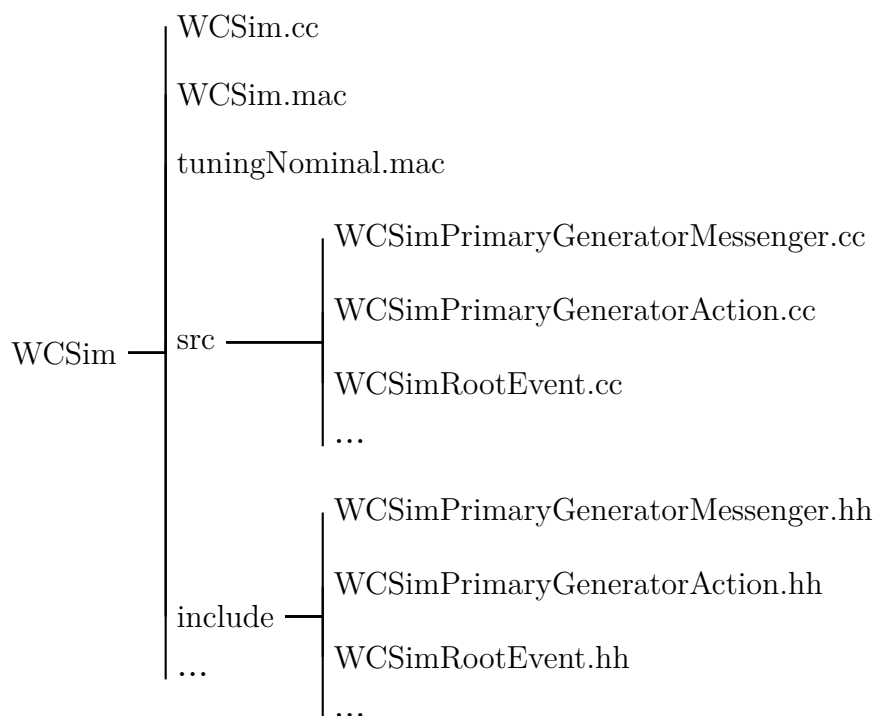 WCSim.cc
WCSim.mac
tuningNominal.mac
WCSimPrimaryGeneratorMessenger.cc
WCSimPrimaryGeneratorAction.cc
src
WCSim
WCSimRootEvent.cc
...
WCSimPrimaryGeneratorMessenger.hh
WCSimPrimaryGeneratorAction.hh
include
WCSimRootEvent.hh
...
...